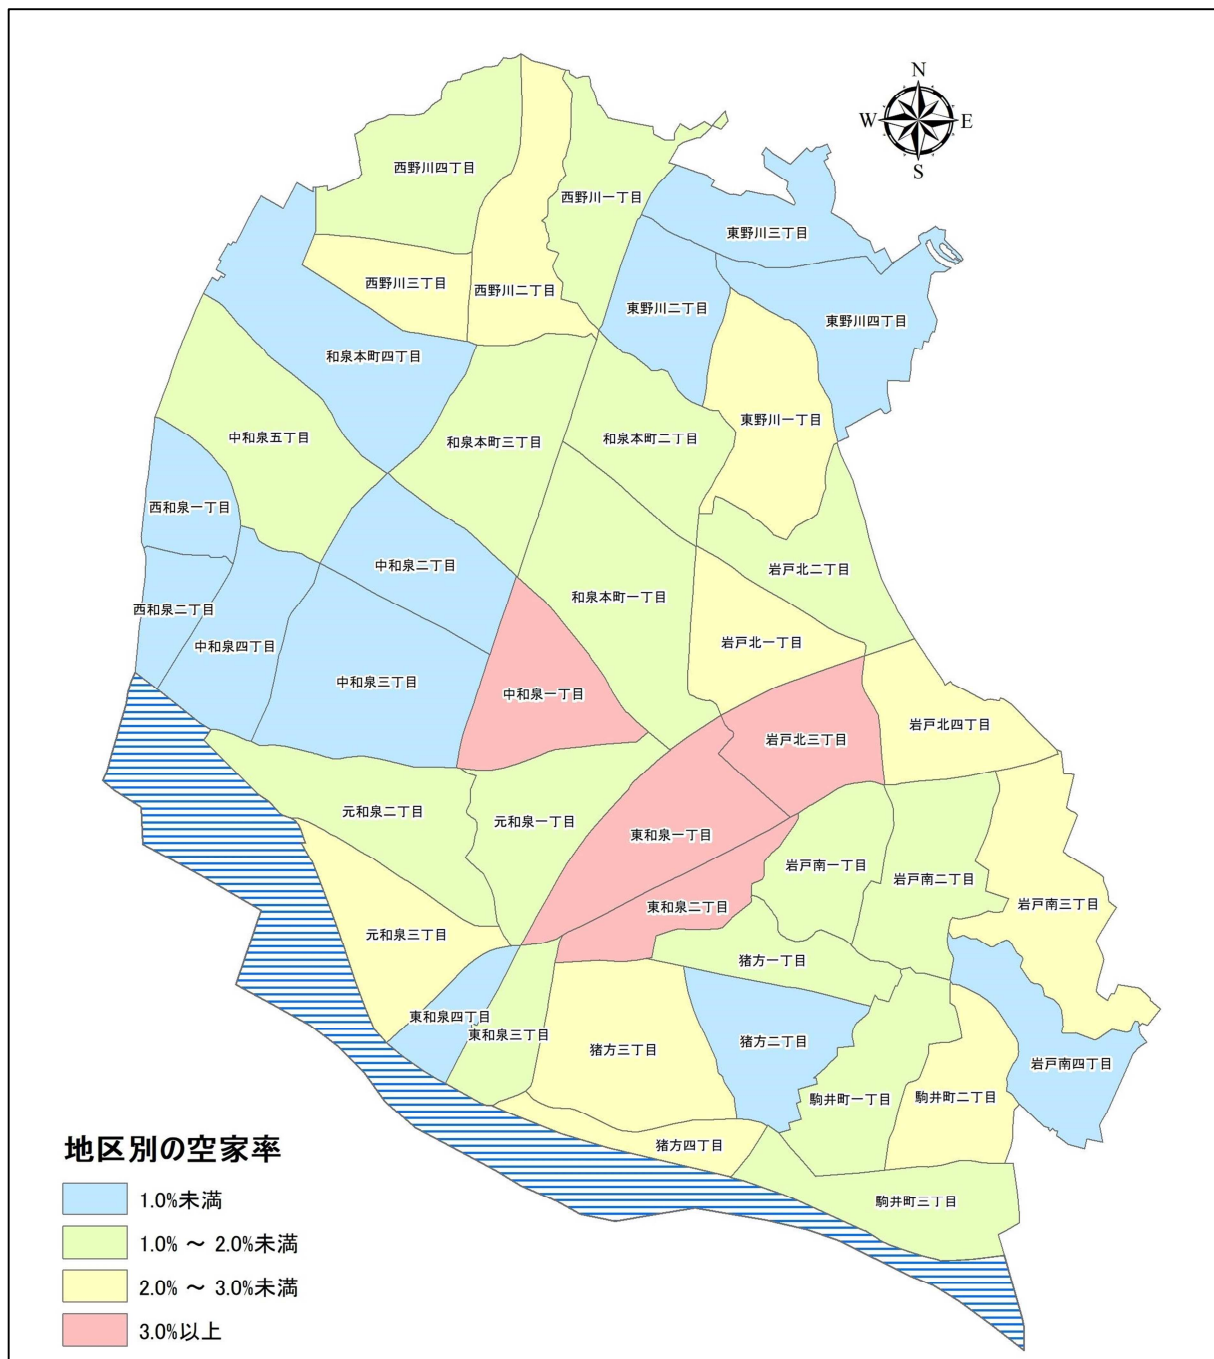 N
W
E
S
西野川四丁目
西野川一丁目
東野川三丁目
西野川三丁目
西野川二丁目
東野川二丁目
東野川四丁目
和泉本町四丁目
東野川一丁目
中和泉五丁目
和泉本町三丁目
和泉本町二丁目
西和泉一丁目
中和泉二丁目
岩戸北二丁目
和泉本町一丁目
西和泉二丁目
中和泉四丁目
岩戸北一丁目
中和泉三丁目
中和泉一丁目
岩戸北四丁目
岩戸北三丁目
元和泉二丁目
元和泉一丁目
東和泉一丁目
岩戸南一丁目
岩戸南二丁目
東和泉二丁目
岩戸南三丁目
元和泉三丁目
猪方一丁目
東和泉四丁目
東和泉三丁目
猪方三丁目
猪方二丁目
岩戸南四丁目
駒井町一丁目
駒井町二丁目
猪方四丁目
駒井町三丁目
地区別の空家率
1.0%未満
1.0% ～ 2.0%未満
2.0% ～ 3.0%未満
3.0%以上